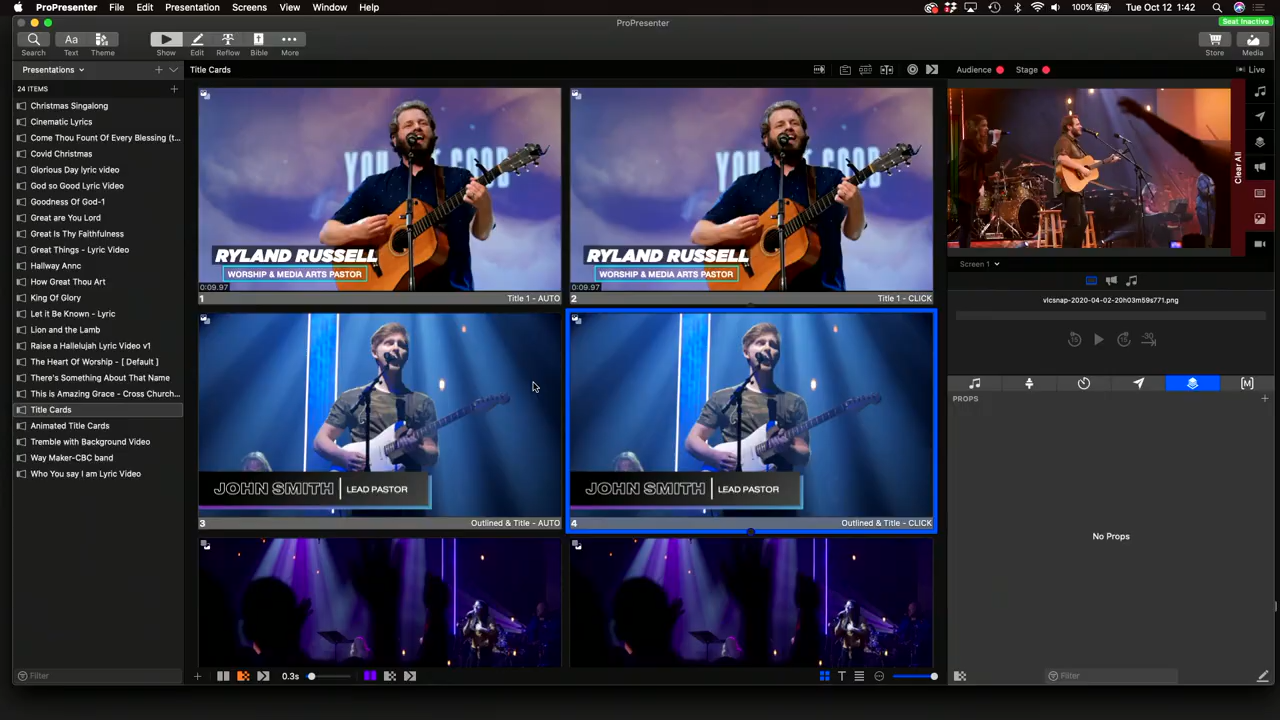 ProPresenter File Edit Presentation Screens View Window Help
100% Tue Oct 12 1:42
ProPresenter
Seat Inactive
Search Text Theme Show Edit Reflow Bible More Store Media
Aa
Presentations
Title Cards
Audience Stage Live
24 ITEMS
Christmas Singalong
Cinematic Lyrics
Come Thou Fount Of Every Blessing (t...
Covid Christmas
Glorious Day lyric video
God so Good Lyric Video
Goodness Of God-1
Great are You Lord
Great is Thy Faithfulness
Great Things - Lyric Video
Hallway Annc
How Great Thou Art
King Of Glory
Let it Be Known - Lyric
Lion and the Lamb
Raise a Hallelujah Lyric Video v1
The Heart Of Worship - [ Default ]
There's Something About That Name
This is Amazing Grace - Cross Church...
Title Cards
Animated Title Cards
Tremble with Background Video
Way Maker-CBC band
Who You say I am Lyric Video
Filter
RYLAND RUSSELL
WORSHIP & MEDIA ARTS PASTOR
0:09.97
1 Title 1 - AUTO
RYLAND RUSSELL
WORSHIP & MEDIA ARTS PASTOR
2 Title 1 - CLICK
JOHN SMITH LEAD PASTOR
3 Outlined & Title - AUTO
JOHN SMITH LEAD PASTOR
4 Outlined & Title - CLICK
0.3s
Clear All
Screen 1
vlcsnap-2020-04-02-20h03m59s771.png
15 15 -30
PROPS
No Props
Filter